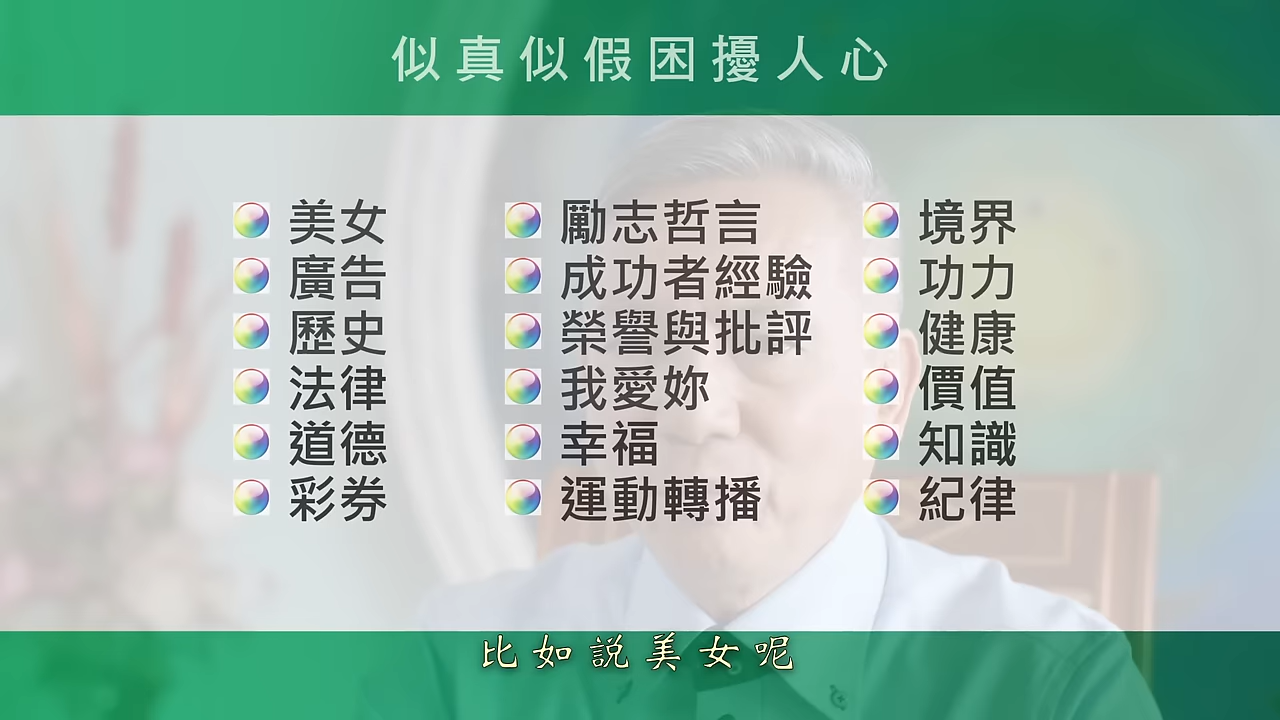 似真似假困擾人心
美女
廣告
歷史
法律
道德
彩券
勵志哲言
成功者經驗
榮譽與批評
我愛妳
幸福
運動轉播
境界
功力
健康
價值
知識
紀律
比如說美女呢